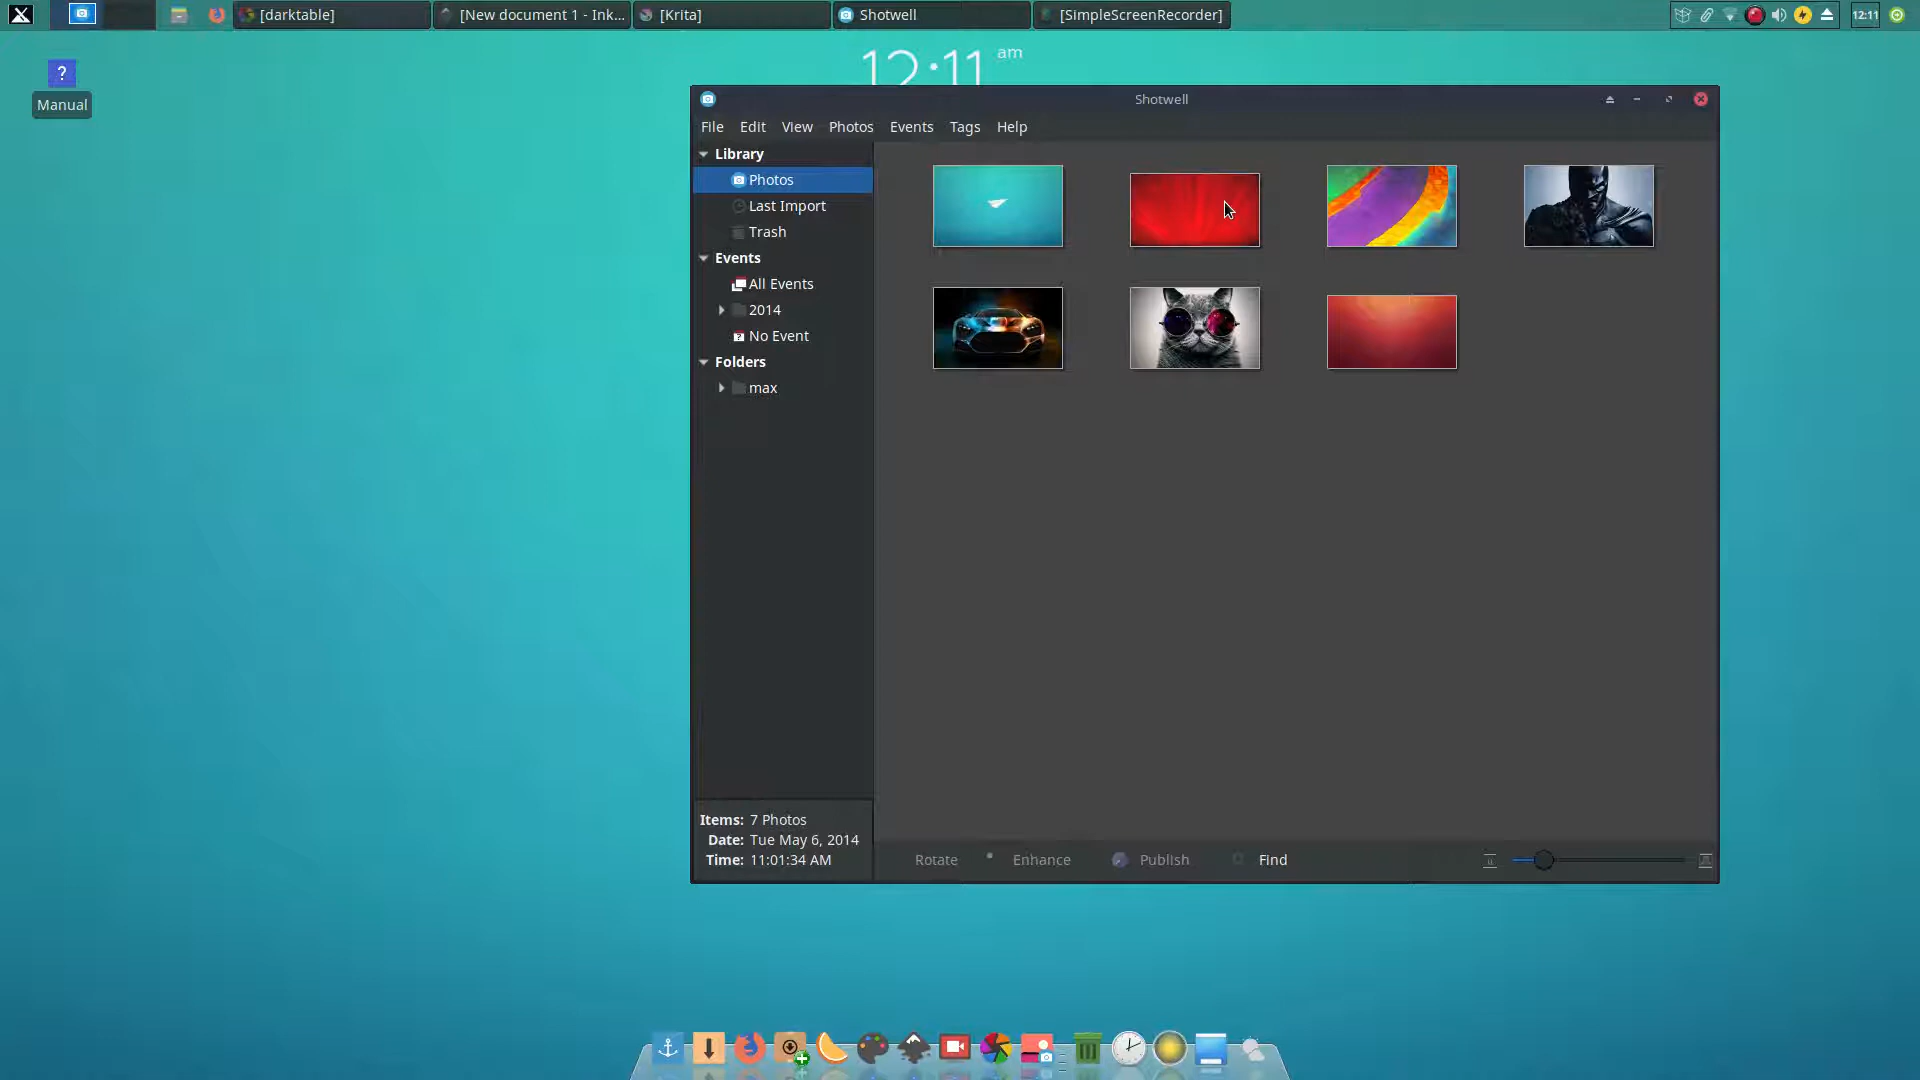 [darktable]
[New document 1 - Ink...
[Krita]
Shotwell
[SimpleScreenRecorder]
12:11
12:11 am
Manual
Shotwell
File Edit View Photos Events Tags Help
Library
Photos
Last Import
Trash
Events
All Events
2014
No Event
Folders
max
Items: 7 Photos
Date: Tue May 6, 2014
Time: 11:01:34 AM
Rotate Enhance Publish Find